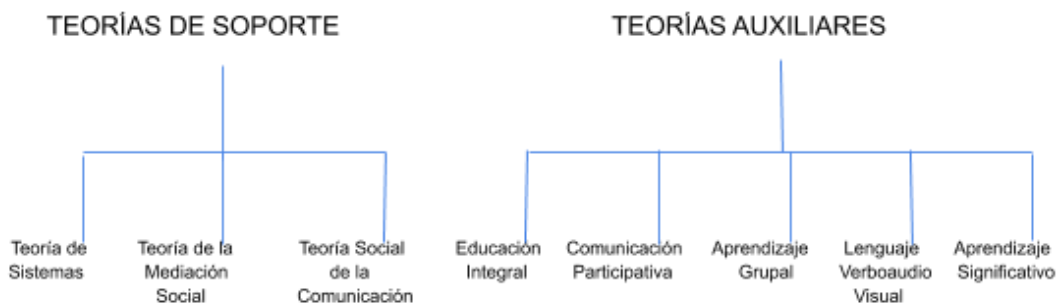 TEORÍAS DE SOPORTE
TEORÍAS AUXILIARES
Teoría de
Sistemas
Teoría de la
Mediación
Social
Teoría Social
de la
Comunicación
Educación
Integral
Comunicación
Participativa
Aprendizaje
Grupal
Lenguaje
Verboaudio
Visual
Aprendizaje
Significativo